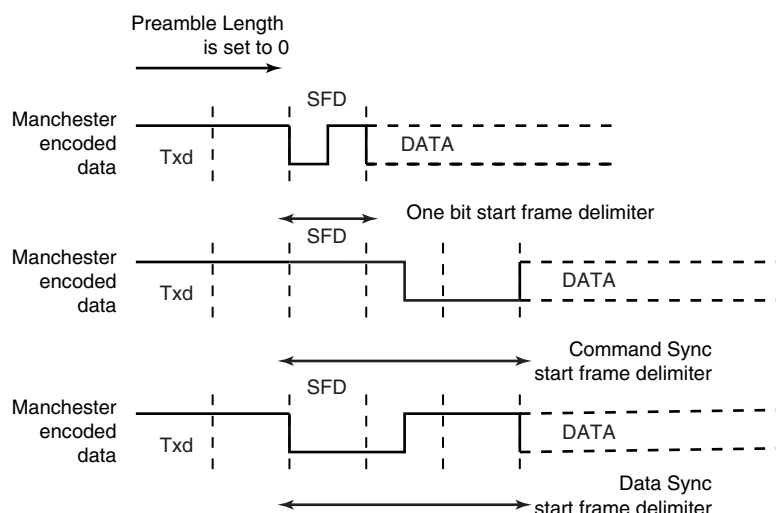 Preamble Length
is set to 0
SFD
Manchester
encoded
data
Txd
DATA
One bit start frame delimiter
SFD
Manchester
encoded
data
Txd
DATA
Command Sync
start frame delimiter
SFD
Manchester
encoded
data
Txd
DATA
Data Sync
start frame delimiter